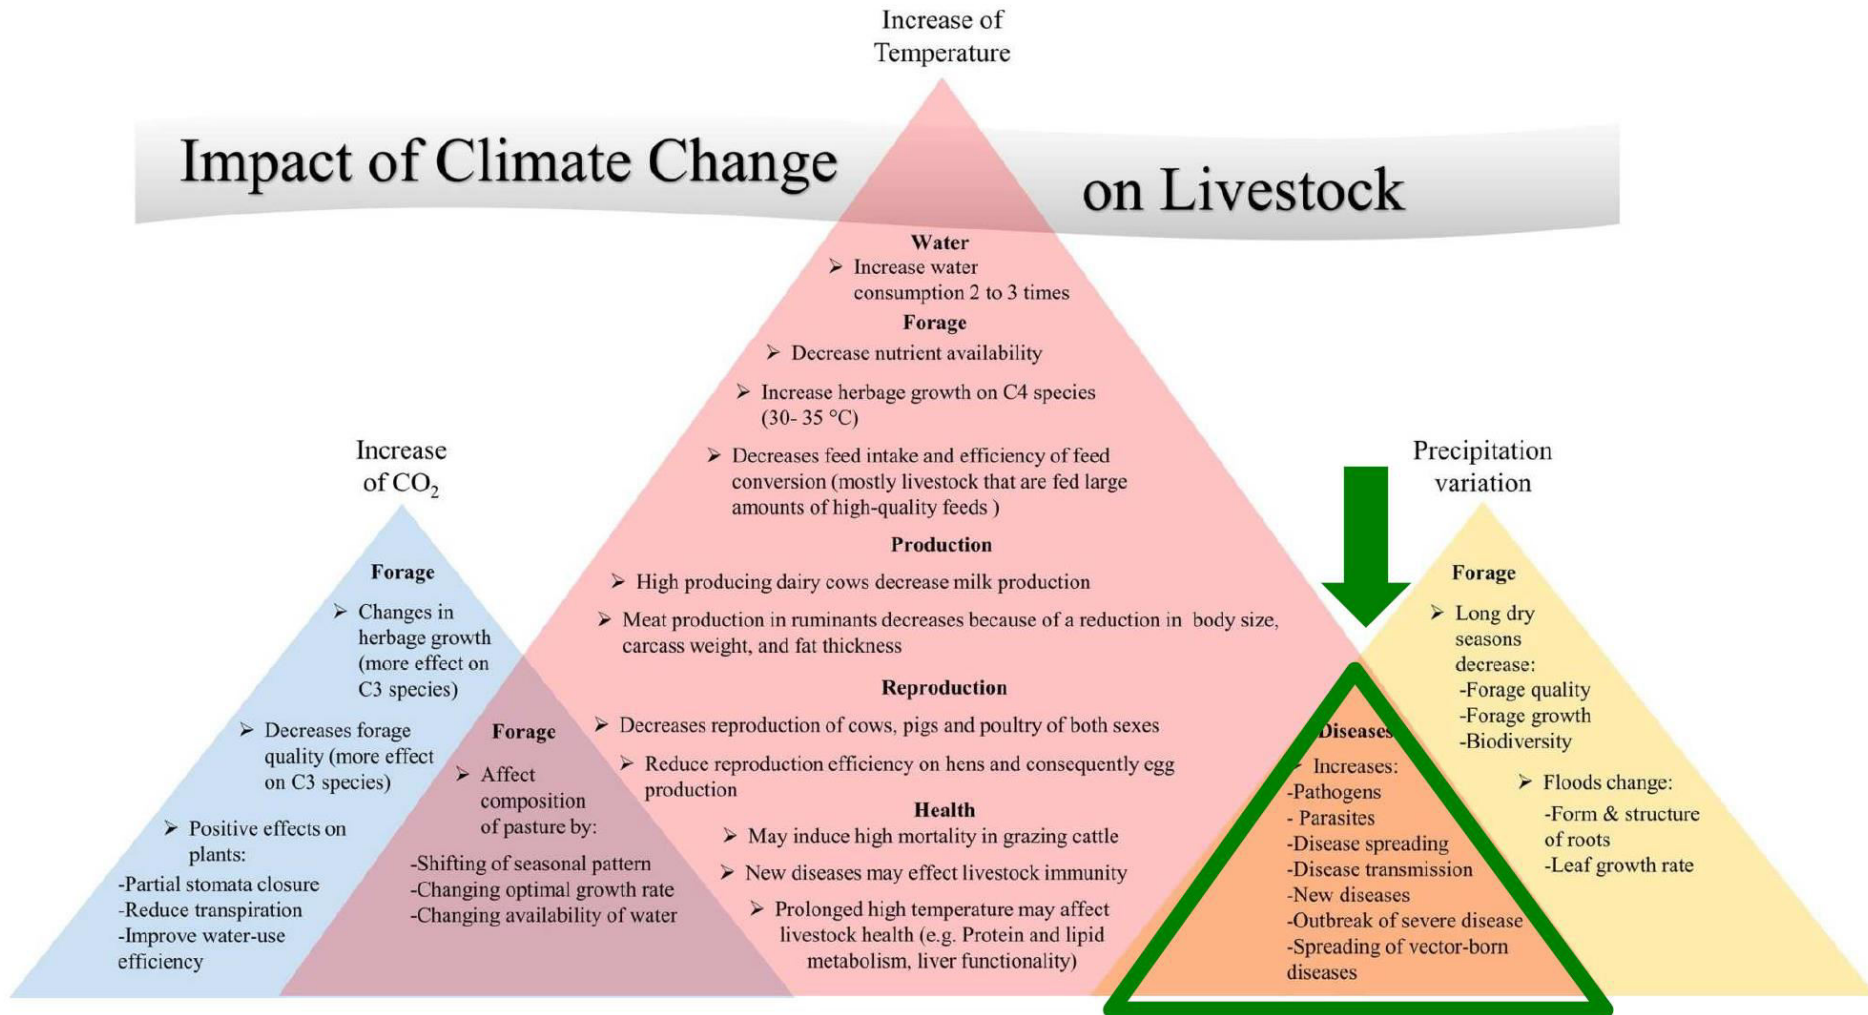 Increase of
Temperature
Impact of Climate Change
on Livestock
Water
➢ Increase water
consumption 2 to 3 times
Forage
➢ Decrease nutrient availability
➢ Increase herbage growth on C4 species
(30- 35 °C)
➢ Decreases feed intake and efficiency of feed
conversion (mostly livestock that are fed large
amounts of high-quality feeds )
Production
➢ High producing dairy cows decrease milk production
➢ Meat production in ruminants decreases because of a reduction in body size,
carcass weight, and fat thickness
Reproduction
➢ Decreases reproduction of cows, pigs and poultry of both sexes
➢ Reduce reproduction efficiency on hens and consequently egg
production
Health
➢ May induce high mortality in grazing cattle
➢ New diseases may effect livestock immunity
➢ Prolonged high temperature may affect
livestock health (e.g. Protein and lipid
metabolism, liver functionality)
Increase
of CO₂
Forage
➢ Changes in
herbage growth
(more effect on
C3 species)
➢ Decreases forage
quality (more effect
on C3 species)
➢ Positive effects on
plants:
-Partial stomata closure
-Reduce transpiration
-Improve water-use
efficiency
Forage
➢ Affect
composition
of pasture by:
-Shifting of seasonal pattern
-Changing optimal growth rate
-Changing availability of water
Diseases
➢ Increases:
-Pathogens
- Parasites
-Disease spreading
-Disease transmission
-New diseases
-Outbreak of severe disease
-Spreading of vector-born
diseases
Precipitation
variation
Forage
➢ Long dry
seasons
decrease:
-Forage quality
-Forage growth
-Biodiversity
➢ Floods change:
-Form & structure
of roots
-Leaf growth rate